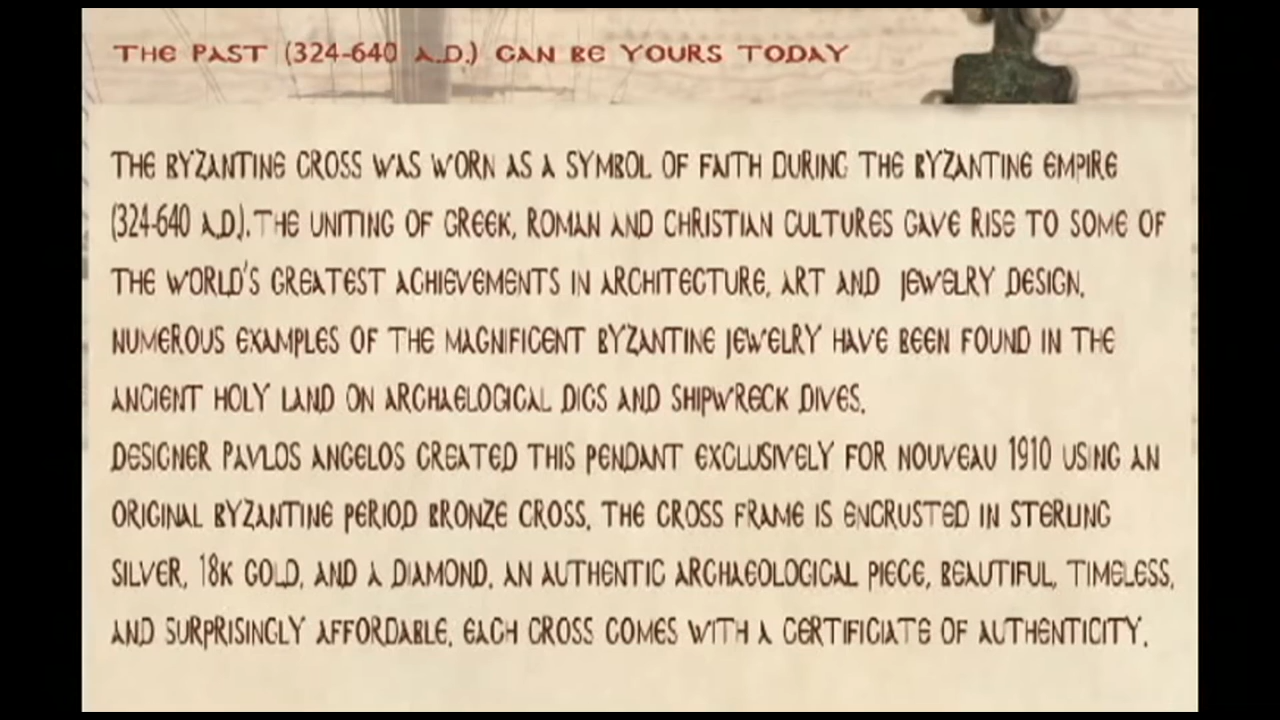 THE PAST (324-640 A.D.) CAN BE YOURS TODAY
THE BYZANTINE CROSS WAS WORN AS A SYMBOL OF FAITH DURING THE BYZANTINE EMPIRE
(324-640 A.D.). THE UNITING OF GREEK, ROMAN AND CHRISTIAN CULTURES GAVE RISE TO SOME OF
THE WORLD'S GREATEST ACHIEVEMENTS IN ARCHITECTURE, ART AND JEWELRY DESIGN.
NUMEROUS EXAMPLES OF THE MAGNIFICENT BYZANTINE JEWELRY HAVE BEEN FOUND IN THE
ANCIENT HOLY LAND ON ARCHAELOGICAL DIGS AND SHIPWRECK DIVES.
DESIGNER PAVLOS ANGELOS CREATED THIS PENDANT EXCLUSIVELY FOR NOUVEAU 1910 USING AN
ORIGINAL BYZANTINE PERIOD BRONZE CROSS. THE CROSS FRAME IS ENCRUSTED IN STERLING
SILVER, 18K GOLD, AND A DIAMOND. AN AUTHENTIC ARCHAEOLOGICAL PIECE, BEAUTIFUL, TIMELESS,
AND SURPRISINGLY AFFORDABLE. EACH CROSS COMES WITH A CERTIFICIATE OF AUTHENTICITY.